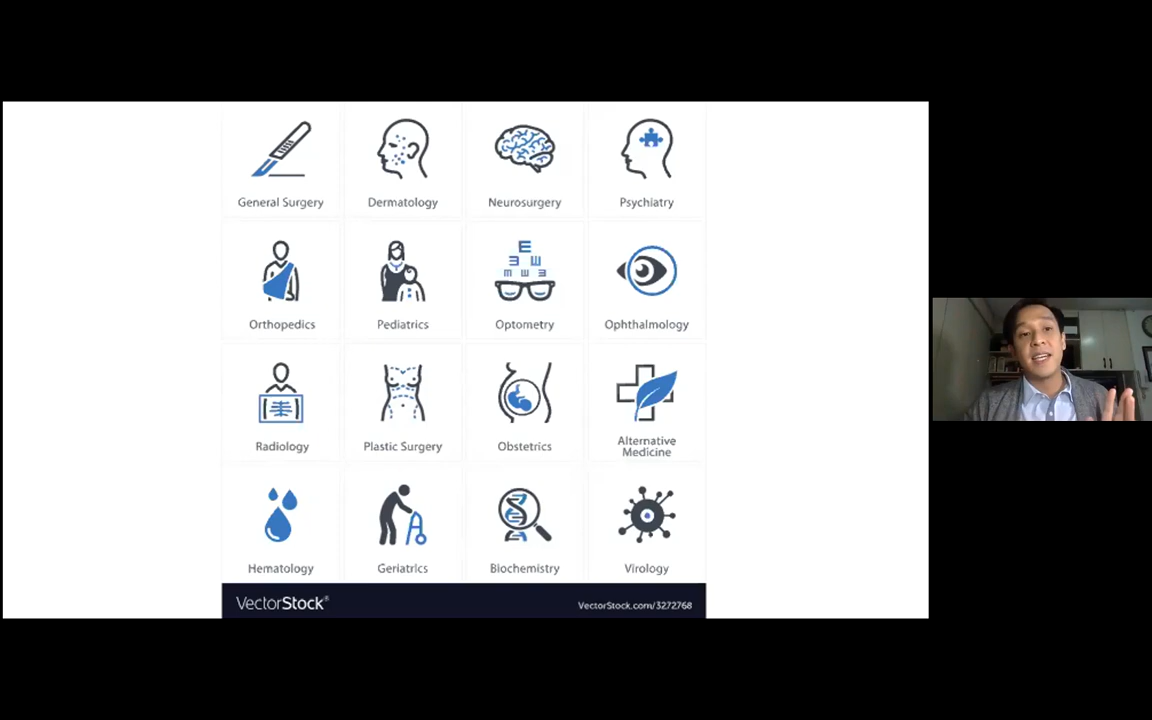 General Surgery
Dermatology
Neurosurgery
Psychiatry
E
E W
M E W 3
Orthopedics
Pediatrics
Optometry
Ophthalmology
Radiology
Plastic Surgery
Obstetrics
Alternative
Medicine
Hematology
Geriatrics
Biochemistry
Virology
VectorStock®
VectorStock.com/3272768